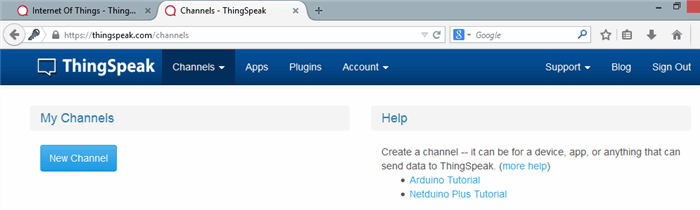 Internet Of Things - Thing... Channels - ThingSpeak
https://thingspeak.com/channels Google
ThingSpeak Channels Apps Plugins Account Support Blog Sign Out
My Channels
New Channel
Help
Create a channel -- it can be for a device, app, or anything that can
send data to ThingSpeak. (more help)
Arduino Tutorial
Netduino Plus Tutorial